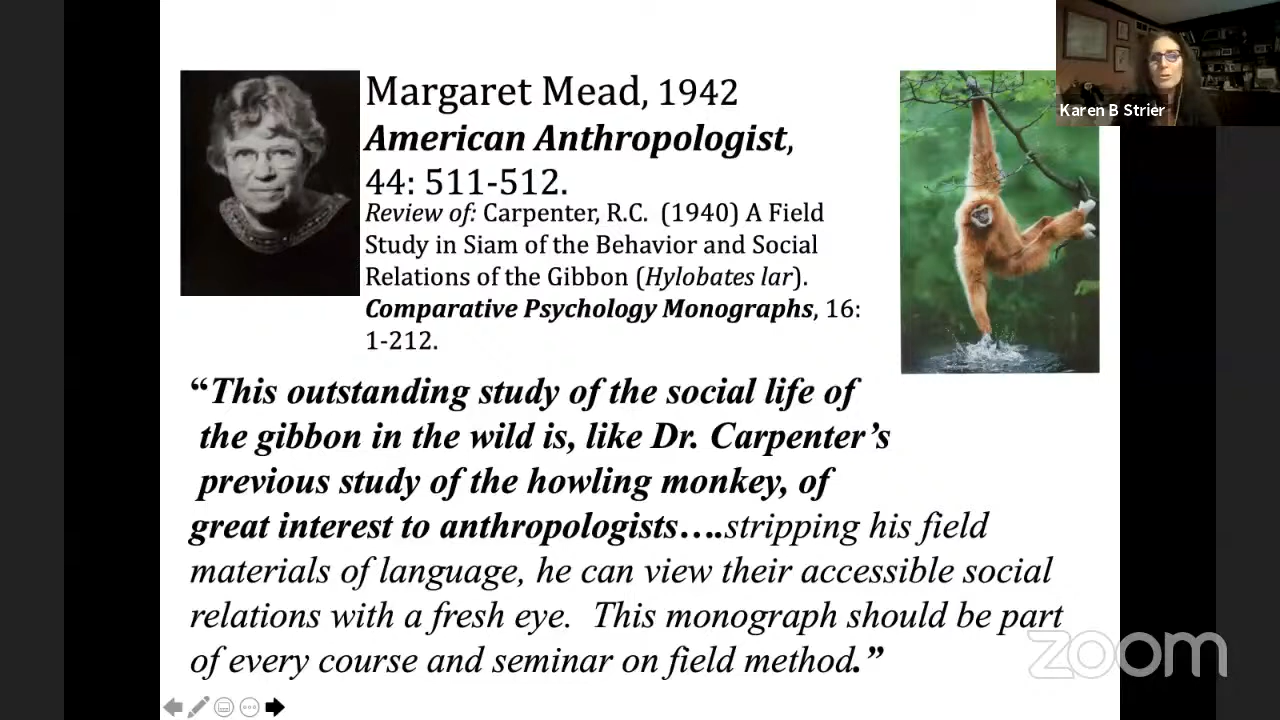 Margaret Mead, 1942
American Anthropologist,
44: 511-512.
Review of: Carpenter, R.C. (1940) A Field
Study in Siam of the Behavior and Social
Relations of the Gibbon (Hylobates lar).
Comparative Psychology Monographs, 16:
1-212.
Karen B Strier
“This outstanding study of the social life of
the gibbon in the wild is, like Dr. Carpenter’s
previous study of the howling monkey, of
great interest to anthropologists….stripping his field
materials of language, he can view their accessible social
relations with a fresh eye. This monograph should be part
of every course and seminar on field method.”
zoom